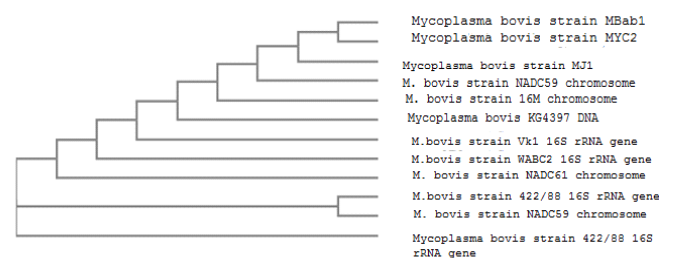 Mycoplasma bovis strain MBab1
Mycoplasma bovis strain MYC2
Mycoplasma bovis strain MJ1
M. bovis strain NADC59 chromosome
M. bovis strain 16M chromosome
Mycoplasma bovis KG4397 DNA
M.bovis strain Vk1 16S rRNA gene
M.bovis strain WABC2 16S rRNA gene
M. bovis strain NADC61 chromosome
M.bovis strain 422/88 16S rRNA gene
M. bovis strain NADC59 chromosome
Mycoplasma bovis strain 422/88 16S
rRNA gene